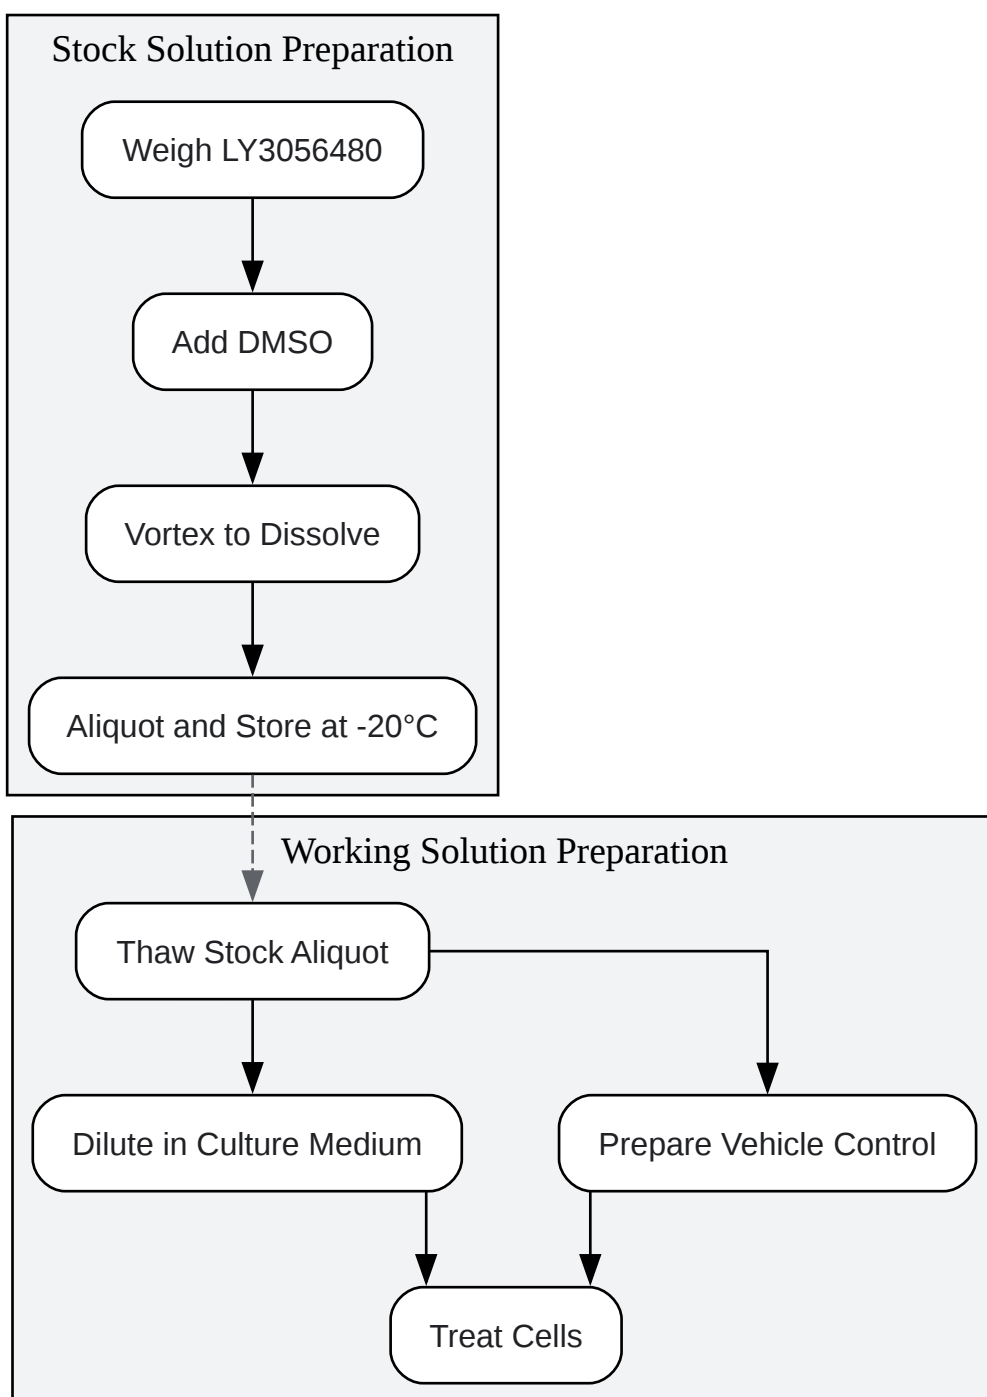 Stock Solution Preparation
Weigh LY3056480
Add DMSO
Vortex to Dissolve
Aliquot and Store at -20°C
Working Solution Preparation
Thaw Stock Aliquot
Dilute in Culture Medium
Prepare Vehicle Control
Treat Cells